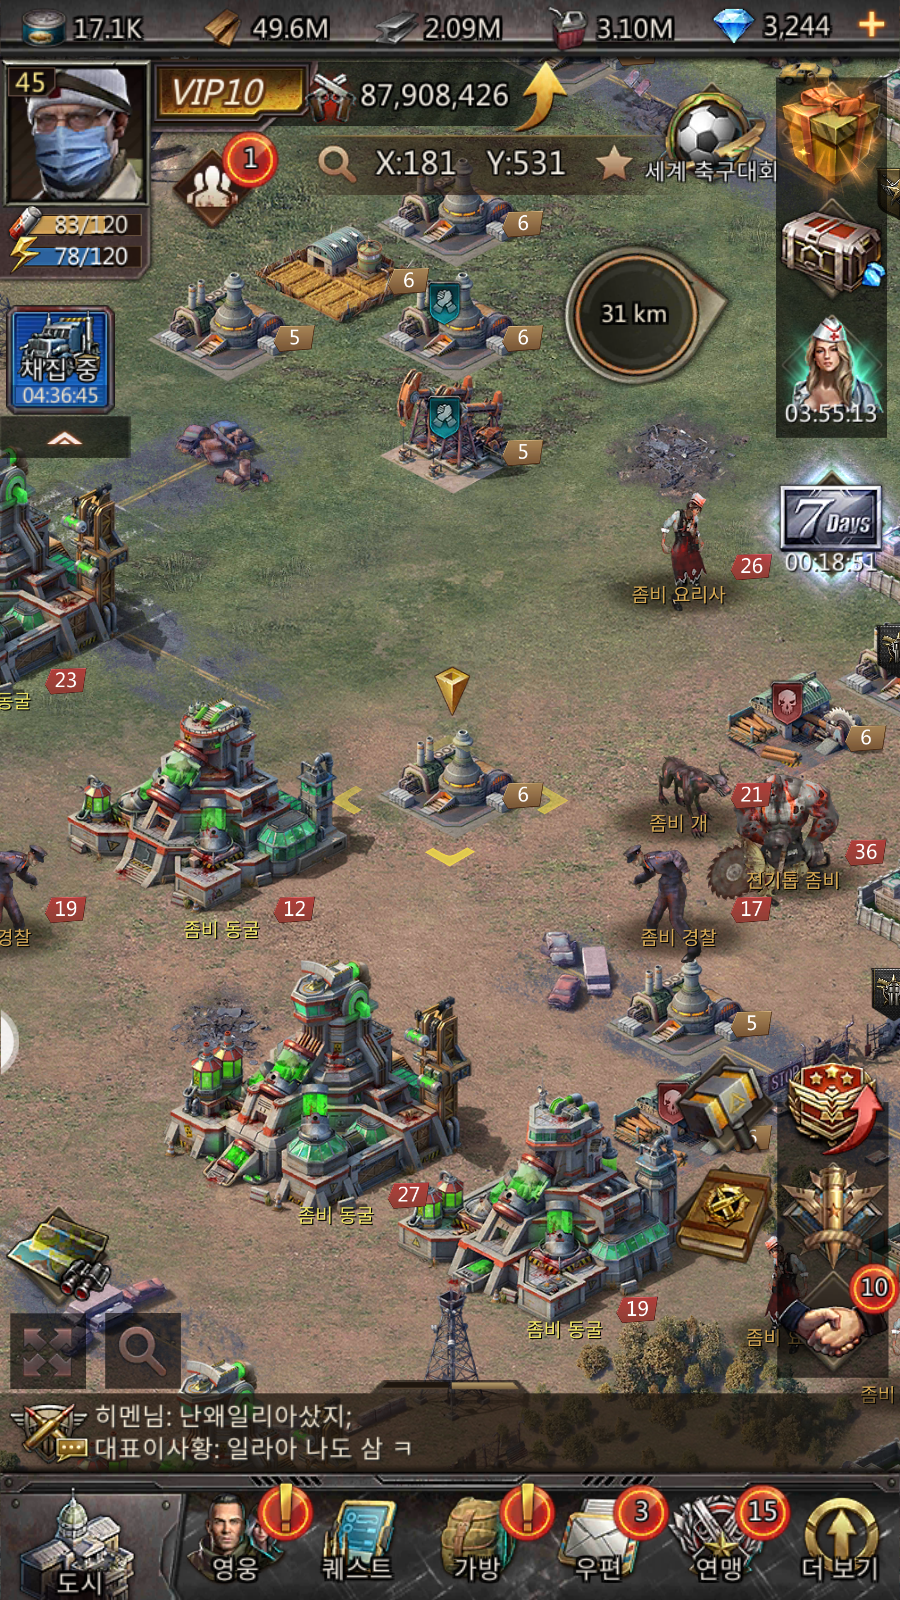 17.1K 49.6M 2.09M 3.10M 3,244
45
VIP10
87,908,426
1
X:181 Y:531
세계 축구대회
83/120
78/120
6
6
31 km
5
6
채집 중
04:36:45
03:55:13
5
7 Days
00:18:51
26
좀비 요리사
23
동굴
6
6
21
좀비 개
36
전기톱 좀비
19
경찰
12
좀비 동굴
17
좀비 경찰
5
STOP
27
좀비 동굴
10
19
좀비 동굴
좀비
좀비
히멘님: 난왜일리아샀지;
대표이사황: 일라아 나도 삼 ㅋ
3
15
도시 영웅 퀘스트 가방 우편 연맹 더 보기